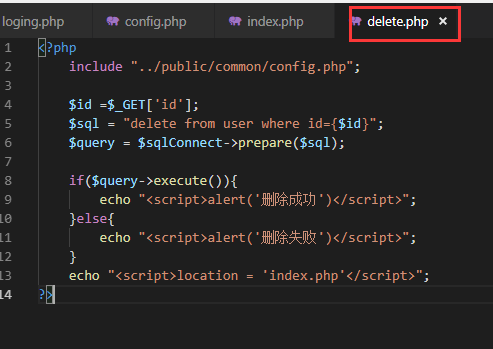 loging.php config.php index.php delete.php ×
1 <?php
2 include "../public/common/config.php";
3
4 $id =$_GET['id'];
5 $sql = "delete from user where id={$id}";
6 $query = $sqlConnect->prepare($sql);
7
8 if($query->execute()){
9 echo "<script>alert('删除成功')</script>";
10 }else{
11 echo "<script>alert('删除失败')</script>";
12 }
13 echo "<script>location = 'index.php'</script>";
14 ?>